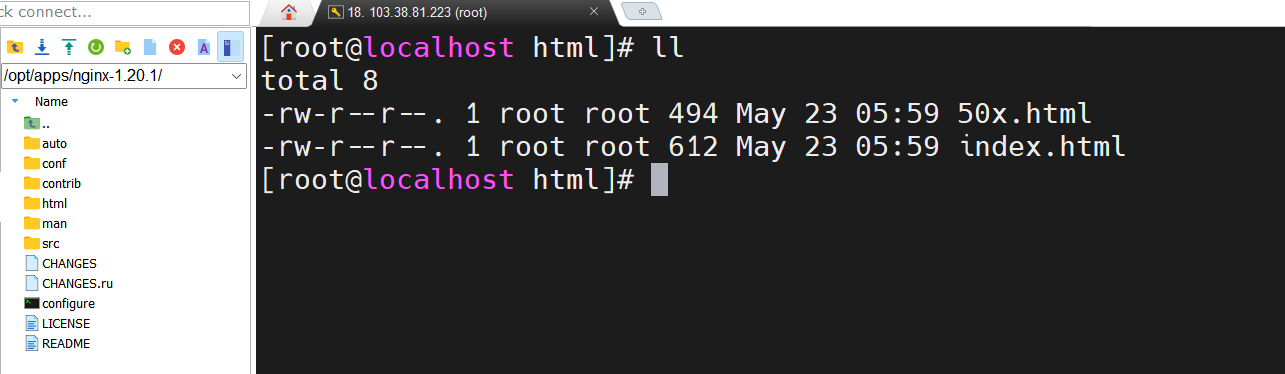 ck connect...
18. 103.38.81.223 (root)
/opt/apps/nginx-1.20.1/
Name
..
auto
conf
contrib
html
man
src
CHANGES
CHANGES.ru
configure
LICENSE
README
[root@localhost html]# ll
total 8
-rw-r--r--. 1 root root 494 May 23 05:59 50x.html
-rw-r--r--. 1 root root 612 May 23 05:59 index.html
[root@localhost html]#